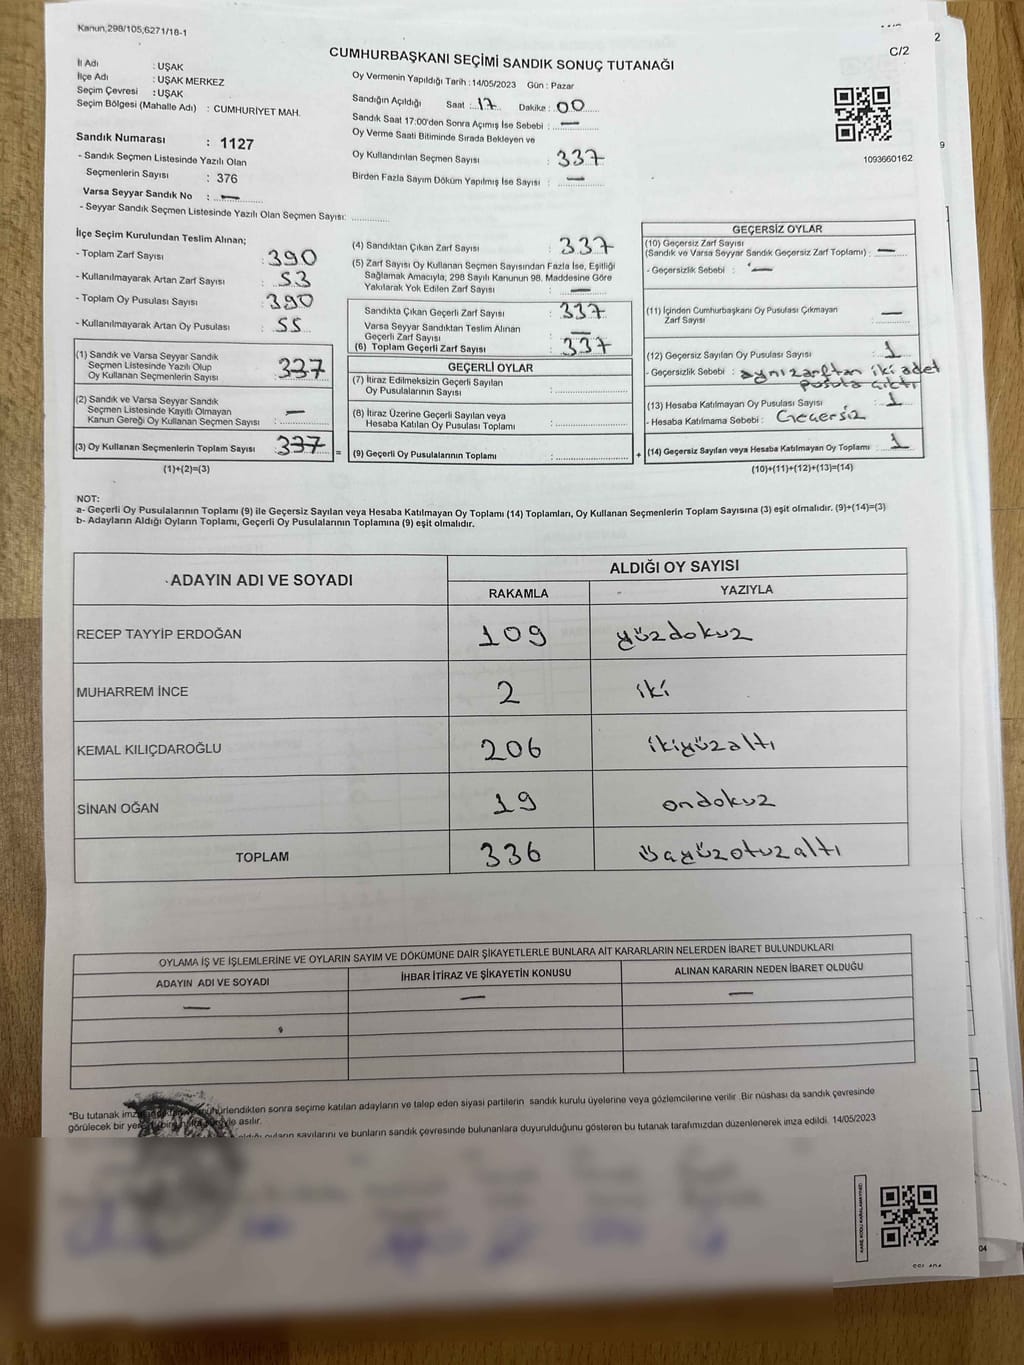 Kanun,298/105,6271/18-1
2
C/2
CUMHURBAŞKANI SEÇİMİ SANDIK SONUÇ TUTANAĞI
İl Adı : UŞAK
İlçe Adı : UŞAK MERKEZ
Seçim Çevresi : UŞAK
Seçim Bölgesi (Mahalle Adı) : CUMHURİYET MAH.
Sandık Numarası : 1127
- Sandık Seçmen Listesinde Yazılı Olan
Seçmenlerin Sayısı : 376
Varsa Seyyar Sandık No : —
- Seyyar Sandık Seçmen Listesinde Yazılı Olan Seçmen Sayısı: ............
Oy Vermenin Yapıldığı Tarih : 14/05/2023 Gün : Pazar
Sandığın Açıldığı Saat : 17 Dakika : 00
Sandık Saat 17:00'den Sonra Açımış İse Sebebi : —
Oy Verme Saati Bitiminde Sırada Bekleyen ve
Oy Kullandırılan Seçmen Sayısı : 337
Birden Fazla Sayım Döküm Yapılmış İse Sayısı : —
1093660162
9
İlçe Seçim Kurulundan Teslim Alınan;
- Toplam Zarf Sayısı : 390
- Kullanılmayarak Artan Zarf Sayısı : 53
- Toplam Oy Pusulası Sayısı : 390
- Kullanılmayarak Artan Oy Pusulası : 55
(1) Sandık ve Varsa Seyyar Sandık
Seçmen Listesinde Yazılı Olup
Oy Kullanan Seçmenlerin Sayısı : 337
(2) Sandık ve Varsa Seyyar Sandık
Seçmen Listesinde Kayıtlı Olmayan
Kanun Gereği Oy Kullanan Seçmen Sayısı : —
(3) Oy Kullanan Seçmenlerin Toplam Sayısı : 337
(1)+(2)=(3)
(4) Sandıktan Çıkan Zarf Sayısı : 337
(5) Zarf Sayısı Oy Kullanan Seçmen Sayısından Fazla İse, Eşitliği
Sağlamak Amacıyla; 298 Sayılı Kanunun 98. Maddesine Göre
Yakılarak Yok Edilen Zarf Sayısı : —
Sandıkta Çıkan Geçerli Zarf Sayısı : 337
Varsa Seyyar Sandıktan Teslim Alınan
Geçerli Zarf Sayısı : —
(6) Toplam Geçerli Zarf Sayısı : 337
GEÇERLİ OYLAR
(7) İtiraz Edilmeksizin Geçerli Sayılan
Oy Pusulalarının Sayısı : ............
(8) İtiraz Üzerine Geçerli Sayılan veya
Hesaba Katılan Oy Pusulası Toplamı : ............
=
(9) Geçerli Oy Pusulalarının Toplamı : ............
+
GEÇERSİZ OYLAR
(10) Geçersiz Zarf Sayısı
(Sandık ve Varsa Seyyar Sandık Geçersiz Zarf Toplamı) : —
- Geçersizlik Sebebi : —
(11) İçinden Cumhurbaşkanı Oy Pusulası Çıkmayan
Zarf Sayısı : —
(12) Geçersiz Sayılan Oy Pusulası Sayısı : 1
- Geçersizlik Sebebi : aynı zarftan iki adet
pusula çıktı
(13) Hesaba Katılmayan Oy Pusulası Sayısı : 1
- Hesaba Katılmama Sebebi : Geçersiz
(14) Geçersiz Sayılan veya Hesaba Katılmayan Oy Toplamı : 1
(10)+(11)+(12)+(13)=(14)
NOT:
a- Geçerli Oy Pusulalarının Toplamı (9) ile Geçersiz Sayılan veya Hesaba Katılmayan Oy Toplamı (14) Toplamları, Oy Kullanan Seçmenlerin Toplam Sayısına (3) eşit olmalıdır. (9)+(14)=(3)
b- Adayların Aldığı Oyların Toplamı, Geçerli Oy Pusulalarının Toplamına (9) eşit olmalıdır.
ADAYIN ADI VE SOYADI
ALDIĞI OY SAYISI
RAKAMLA YAZIYLA
RECEP TAYYİP ERDOĞAN 109 yüzdokuz
MUHARREM İNCE 2 iki
KEMAL KILIÇDAROĞLU 206 ikiyüzaltı
SİNAN OĞAN 19 ondokuz
TOPLAM 336 üçyüzotuzaltı
OYLAMA İŞ VE İŞLEMLERİNE VE OYLARIN SAYIM VE DÖKÜMÜNE DAİR ŞİKAYETLERLE BUNLARA AİT KARARLARIN NELERDEN İBARET BULUNDUKLARI
ADAYIN ADI VE SOYADI İHBAR İTİRAZ VE ŞİKAYETİN KONUSU ALINAN KARARIN NEDEN İBARET OLDUĞU
— — —
*Bu tutanak imzalandıktan mühürlendikten sonra seçime katılan adayların ve talep eden siyasi partilerin sandık kurulu üyelerine veya gözlemcilerine verilir. Bir nüshası da sandık çevresinde
görülecek bir yere asılır.
oyların sayılarını ve bunların sandık çevresinde bulunanlara duyurulduğunu gösteren bu tutanak tarafımızdan düzenlenerek imza edildi. 14/05/2023
KARE KODU KARALAMAYINIZ
04